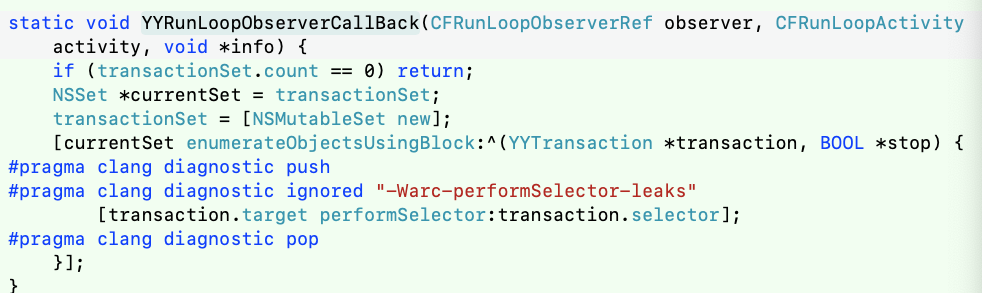 static void YYRunLoopObserverCallBack(CFRunLoopObserverRef observer, CFRunLoopActivity
    activity, void *info) {
    if (transactionSet.count == 0) return;
    NSSet *currentSet = transactionSet;
    transactionSet = [NSMutableSet new];
    [currentSet enumerateObjectsUsingBlock:^(YYTransaction *transaction, BOOL *stop) {
#pragma clang diagnostic push
#pragma clang diagnostic ignored "-Warc-performSelector-leaks"
        [transaction.target performSelector:transaction.selector];
#pragma clang diagnostic pop
    }];
}